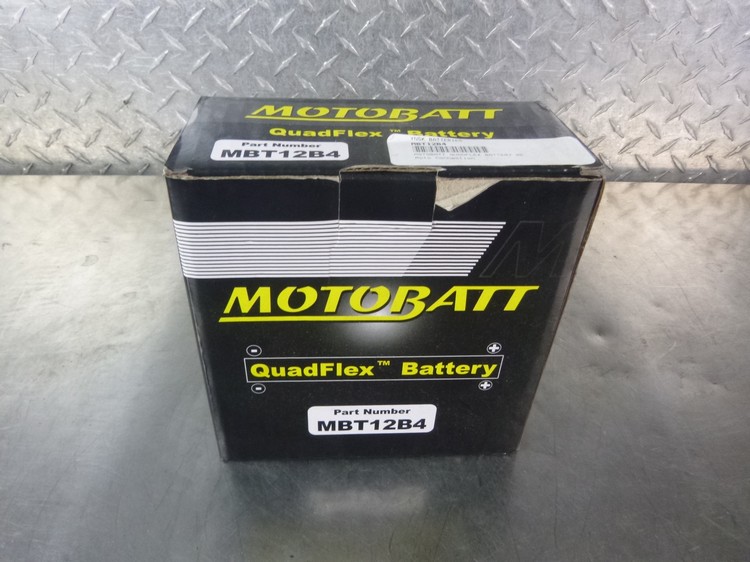 MOTOBATT
QuadFlex™ Battery
Part Number
MBT12B4
MBT12B4
MOTOBATT
- +
QuadFlex™ Battery
- +
Part Number
MBT12B4